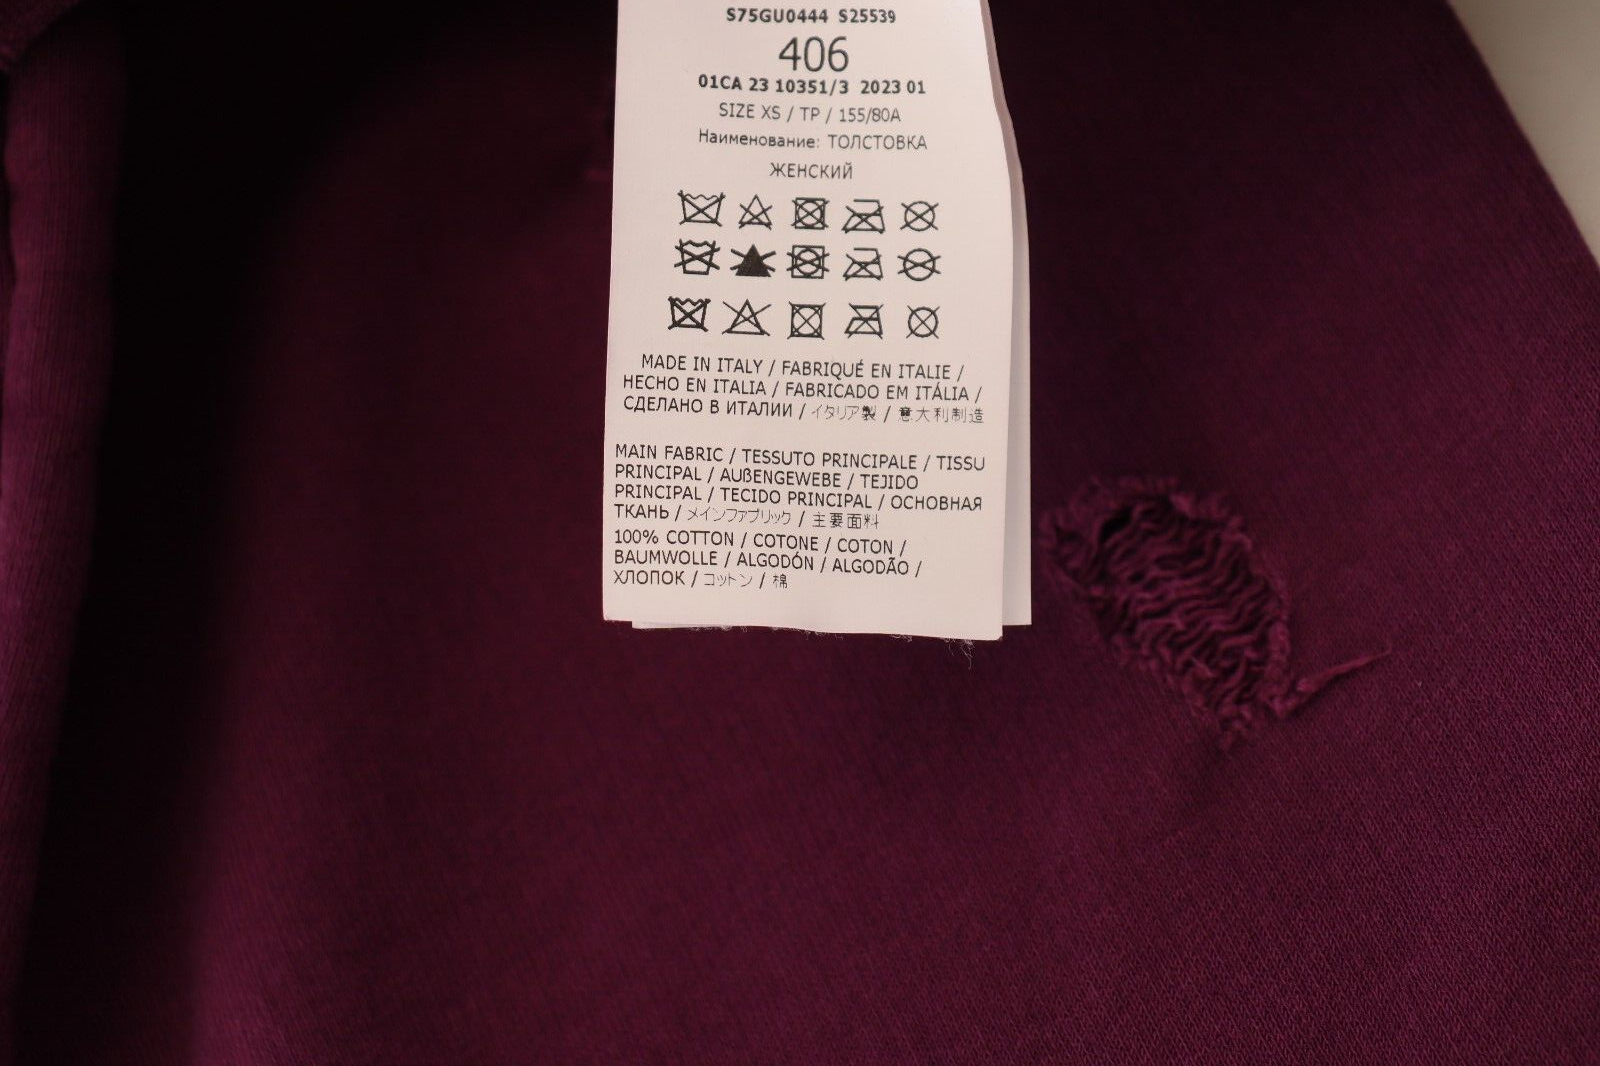 S75GU0444 S25539
406
01CA 23 10351/3 2023 01
SIZE XS / TP / 155/80A
Наименование: ТОЛСТОВКА
ЖЕНСКИЙ
MADE IN ITALY / FABRIQUÉ EN ITALIE /
HECHO EN ITALIA / FABRICADO EM ITÁLIA /
СДЕЛАНО В ИТАЛИИ / イタリア製 / 意大利制造
MAIN FABRIC / TESSUTO PRINCIPALE / TISSU
PRINCIPAL / AUßENGEWEBE / TEJIDO
PRINCIPAL / TECIDO PRINCIPAL / ОСНОВНАЯ
ТКАНЬ / メインファブリック / 主要面料
100% COTTON / COTONE / COTON /
BAUMWOLLE / ALGODÓN / ALGODÃO /
ХЛОПОК / コットン / 棉